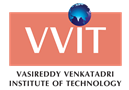 VVIT
VASIREDDY VENKATADRI
INSTITUTE OF TECHNOLOGY